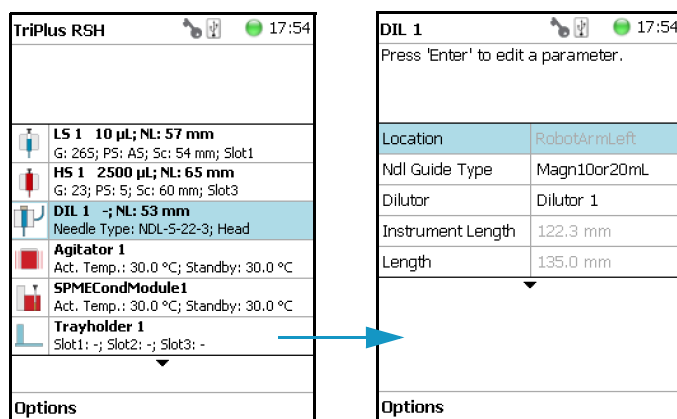 TriPlus RSH 17:54
LS 1 10 µL; NL: 57 mm
G: 26S; PS: AS; Sc: 54 mm; Slot1
HS 1 2500 µL; NL: 65 mm
G: 23; PS: 5; Sc: 60 mm; Slot3
DIL 1 -; NL: 53 mm
Needle Type: NDL-S-22-3; Head
Agitator 1
Act. Temp.: 30.0 °C; Standby: 30.0 °C
SPMECondModule1
Act. Temp.: 30.0 °C; Standby: 30.0 °C
Trayholder 1
Slot1: -; Slot2: -; Slot3: -
Options
DIL 1 17:54
Press 'Enter' to edit a parameter.
Location RobotArmLeft
Ndl Guide Type Magn10or20mL
Dilutor Dilutor 1
Instrument Length 122.3 mm
Length 135.0 mm
Options